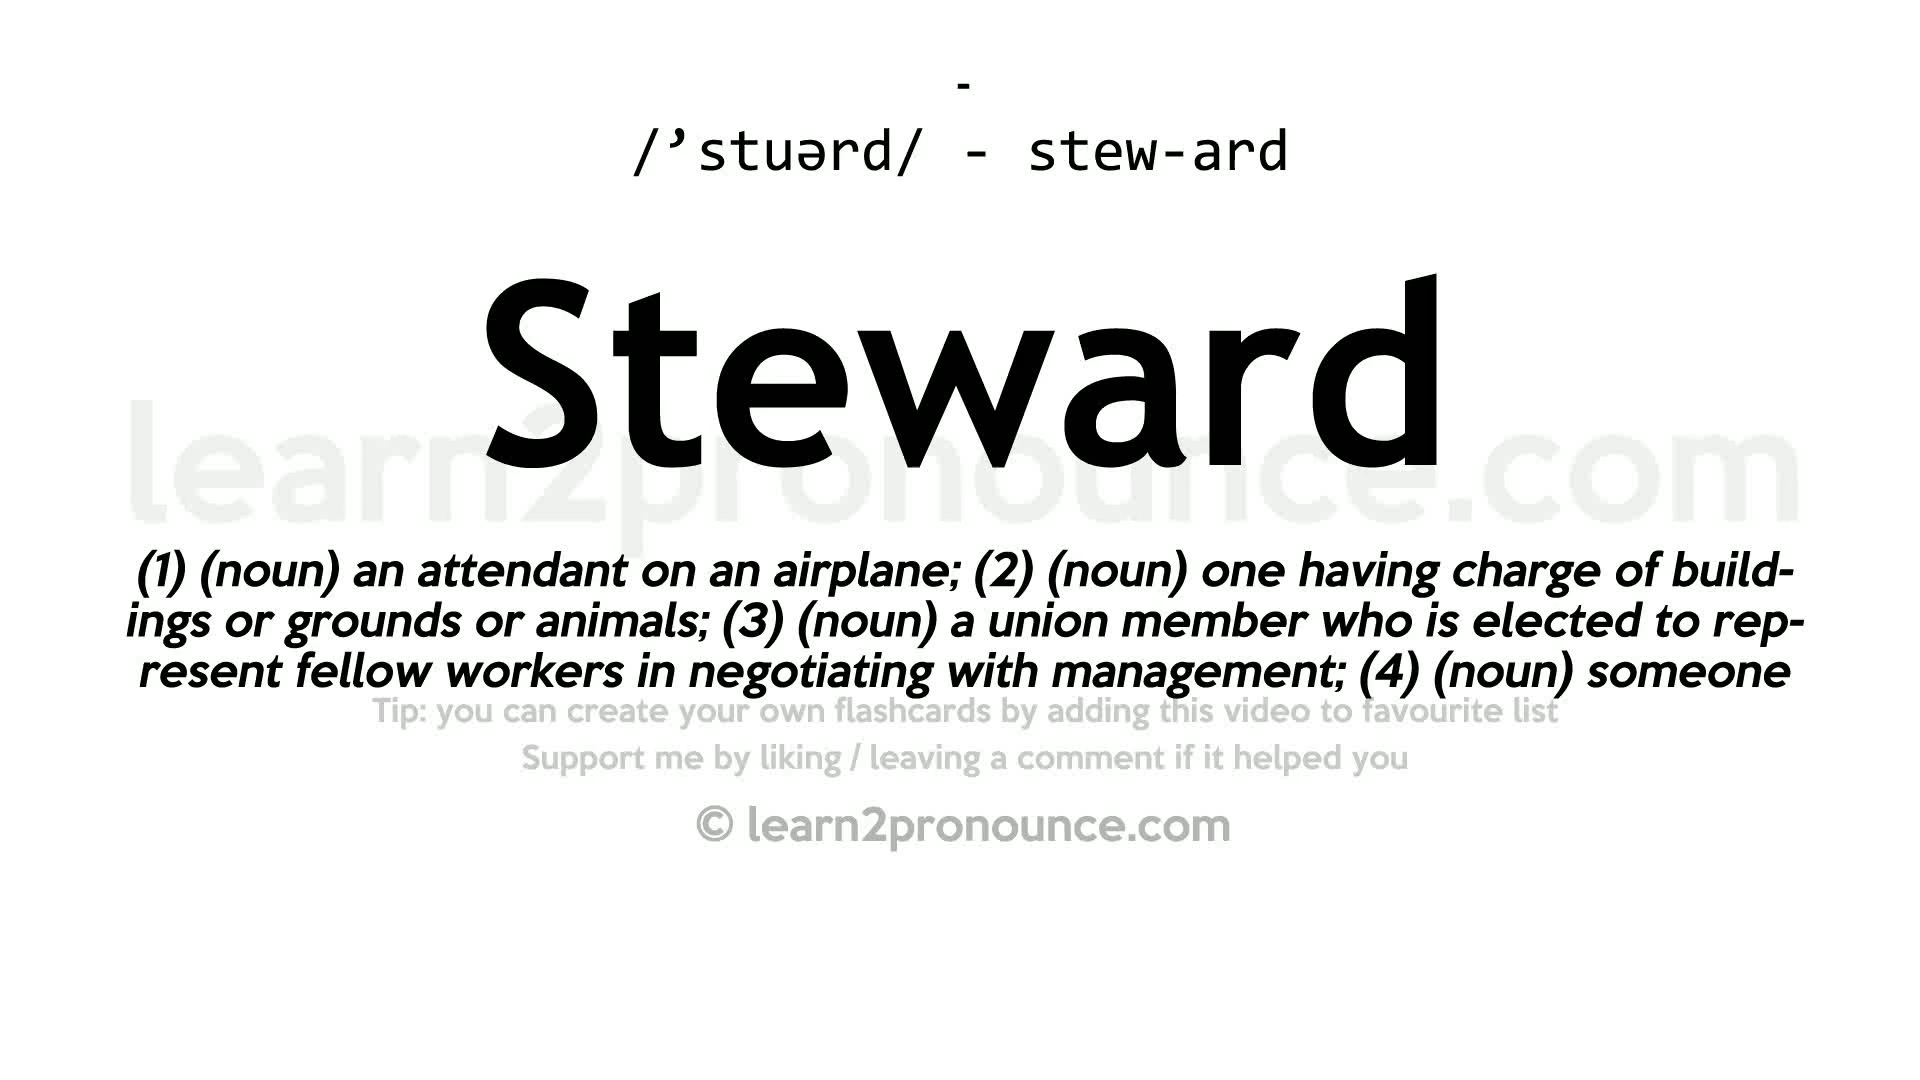 -
/’stuərd/ - stew-ard
Steward
learn2pronounce.com
(1) (noun) an attendant on an airplane; (2) (noun) one having charge of build-
ings or grounds or animals; (3) (noun) a union member who is elected to rep-
resent fellow workers in negotiating with management; (4) (noun) someone
Tip: you can create your own flashcards by adding this video to favourite list
Support me by liking / leaving a comment if it helped you
© learn2pronounce.com